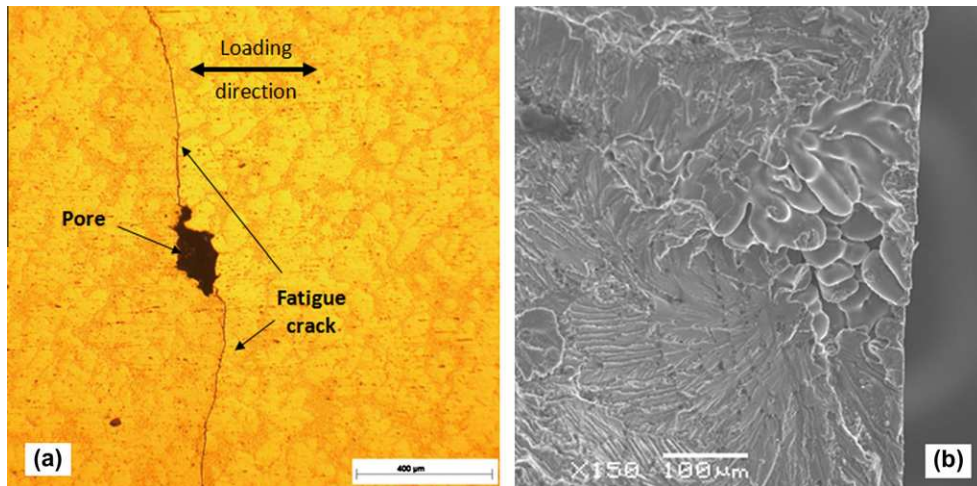 Loading
direction
Pore
Fatigue
crack
(a)
400 µm
X150 100µm
(b)